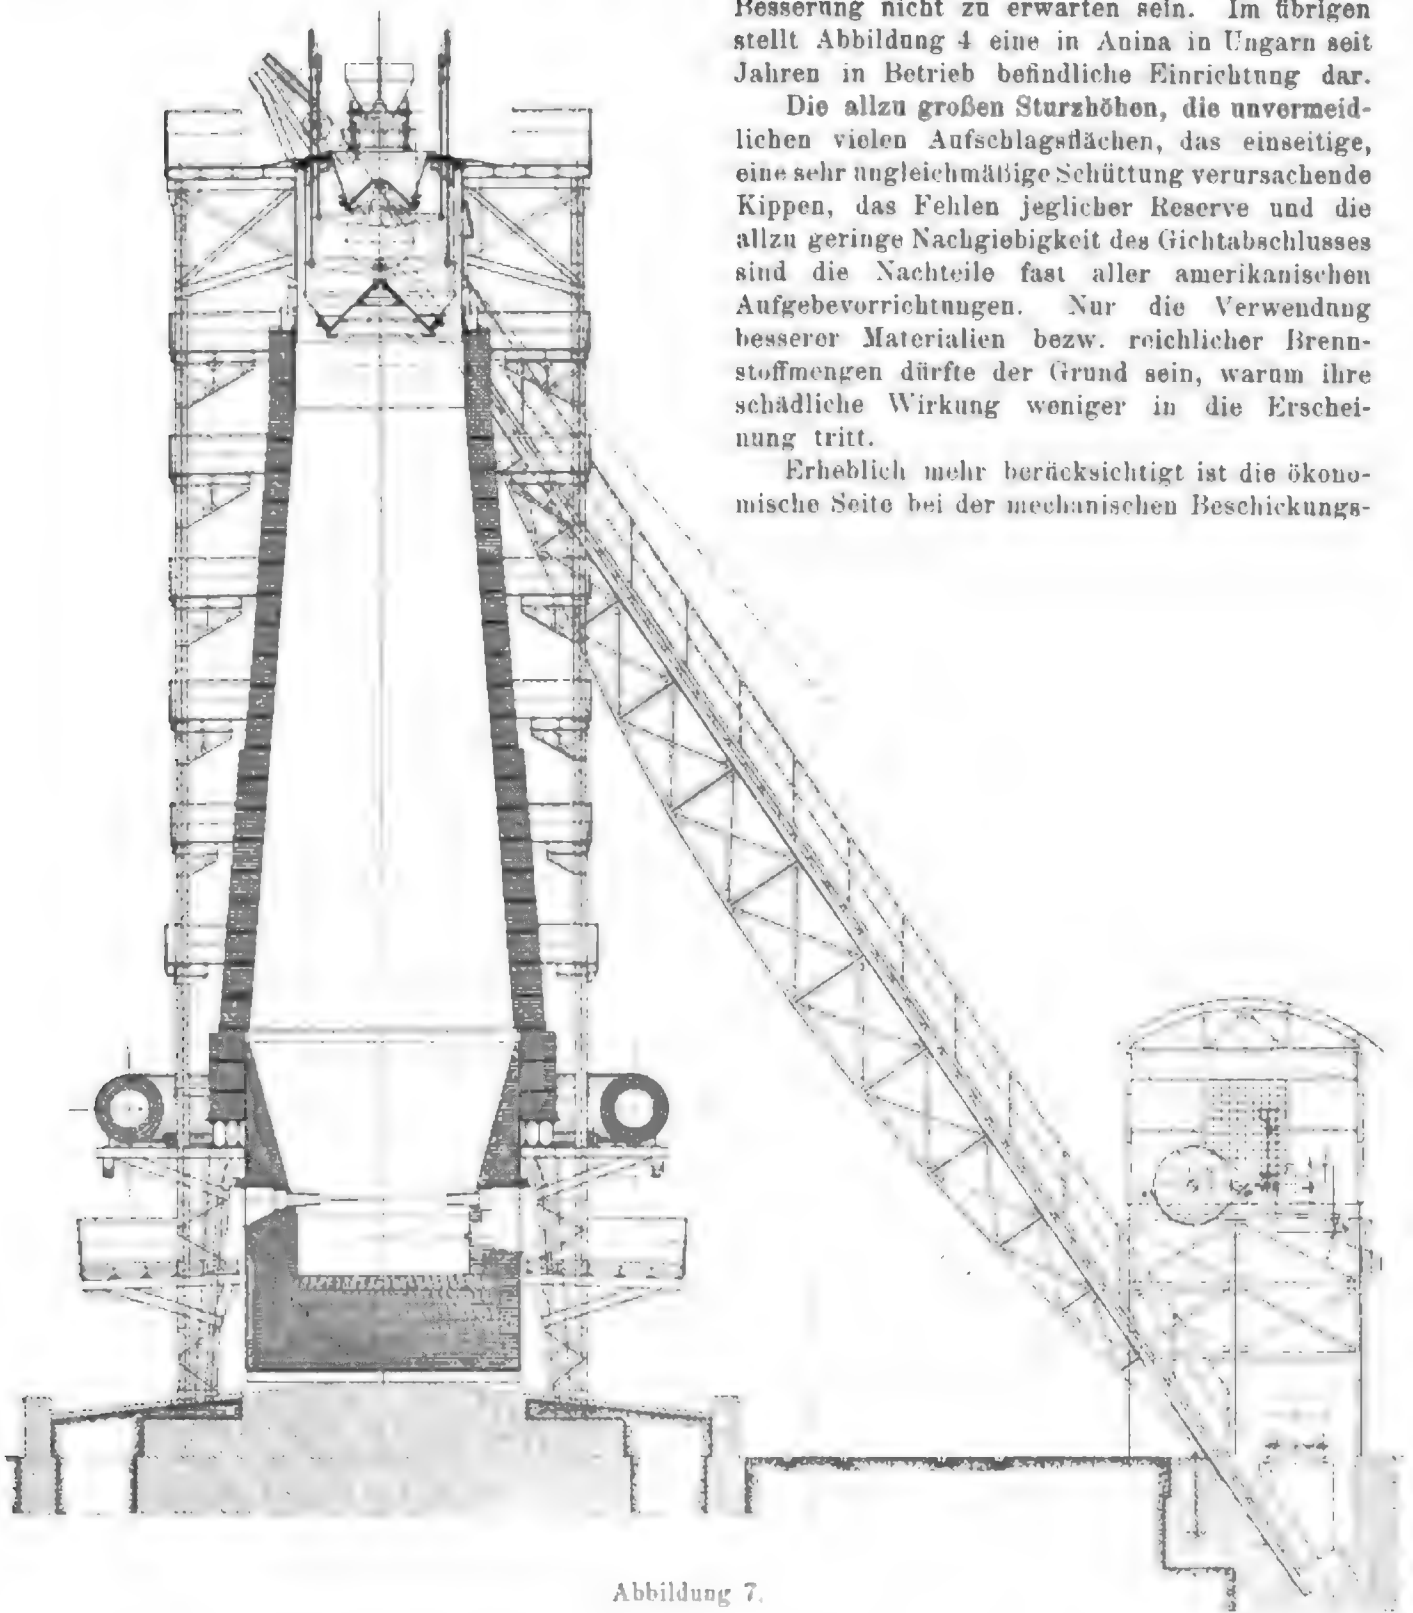 Besserung nicht zu erwarten sein. Im übrigen
stellt Abbildung 4 eine in Anina in Ungarn seit
Jahren in Betrieb befindliche Einrichtung dar.
Die allzu großen Sturzhöhen, die unvermeid-
lichen vielen Aufschlagsflächen, das einseitige,
eine sehr ungleichmäßige Schüttung verursachende
Kippen, das Fehlen jeglicher Reserve und die
allzu geringe Nachgiebigkeit des Gichtabschlusses
sind die Nachteile fast aller amerikanischen
Aufgebevorrichtungen. Nur die Verwendung
besserer Materialien bezw. reichlicher Brenn-
stoffmengen dürfte der Grund sein, warum ihre
schädliche Wirkung weniger in die Erschei-
nung tritt.
Erheblich mehr berücksichtigt ist die ökono-
mische Seite bei der mechanischen Beschickungs-
Abbildung 7.